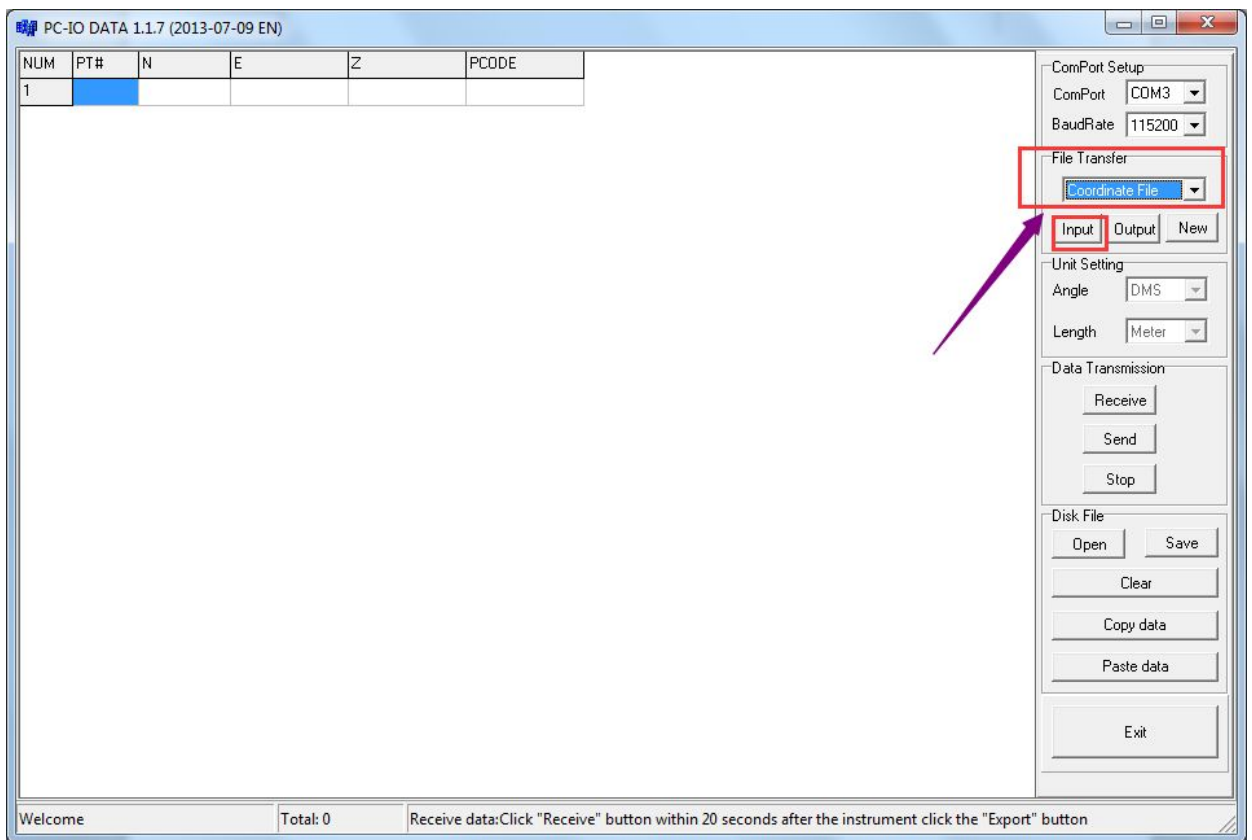 PC-IO DATA 1.1.7 (2013-07-09 EN)
NUM PT# N E Z PCODE
1
ComPort Setup
ComPort COM3
BaudRate 115200
File Transfer
Coordinate File
Input Output New
Unit Setting
Angle DMS
Length Meter
Data Transmission
Receive
Send
Stop
Disk File
Open Save
Clear
Copy data
Paste data
Exit
Welcome Total: 0 Receive data:Click "Receive" button within 20 seconds after the instrument click the "Export" button